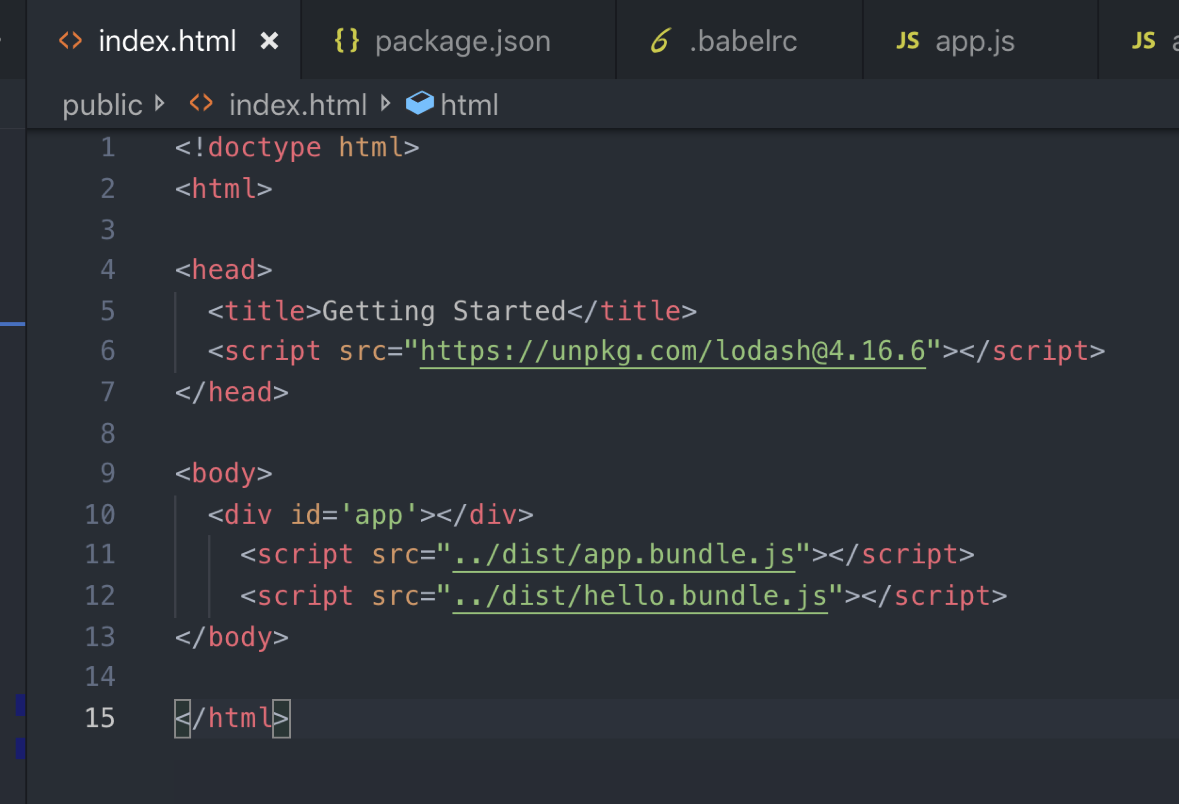 index.html package.json .babelrc JS app.js JS
public index.html html
1 <!doctype html>
2 <html>
3
4 <head>
5 <title>Getting Started</title>
6 <script src="https://unpkg.com/lodash@4.16.6"></script>
7 </head>
8
9 <body>
10 <div id='app'></div>
11 <script src="../dist/app.bundle.js"></script>
12 <script src="../dist/hello.bundle.js"></script>
13 </body>
14
15 </html>